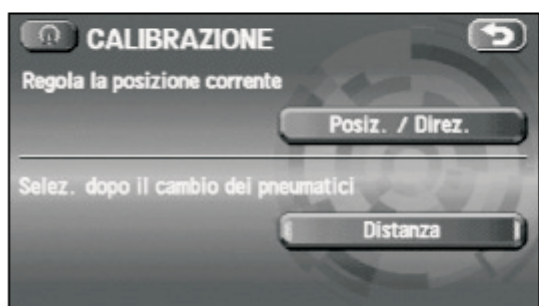 CALIBRAZIONE
Regola la posizione corrente
Posiz. / Direz.
Selez. dopo il cambio dei pneumatici
Distanza